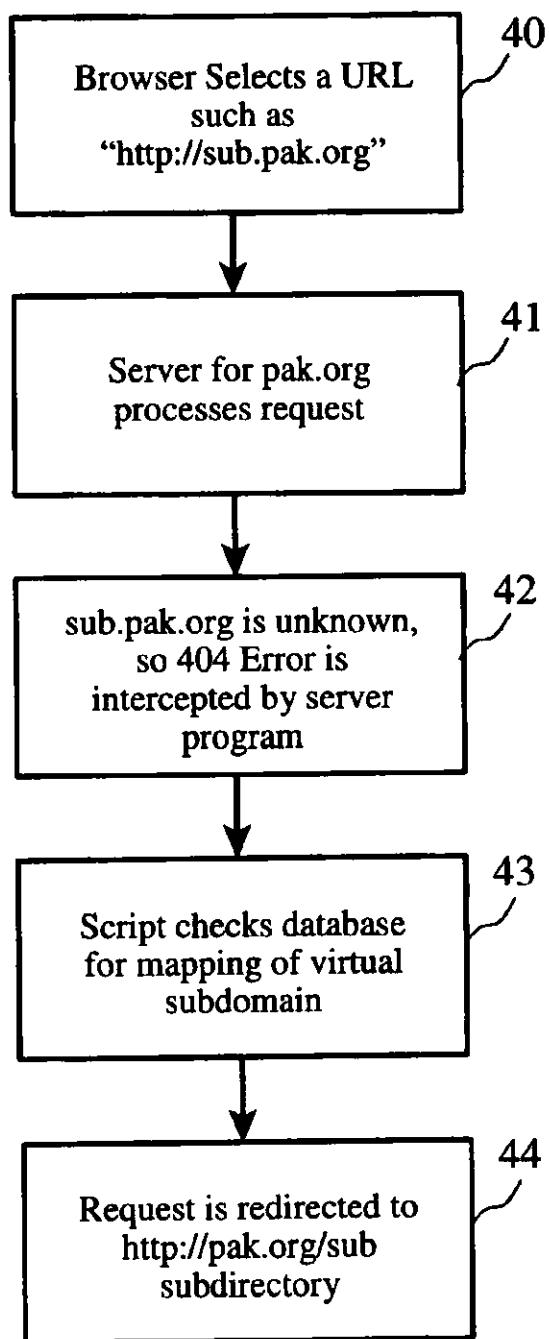 40
Browser Selects a URL
such as
“http://sub.pak.org”
41
Server for pak.org
processes request
42
sub.pak.org is unknown,
so 404 Error is
intercepted by server
program
43
Script checks database
for mapping of virtual
subdomain
44
Request is redirected to
http://pak.org/sub
subdirectory